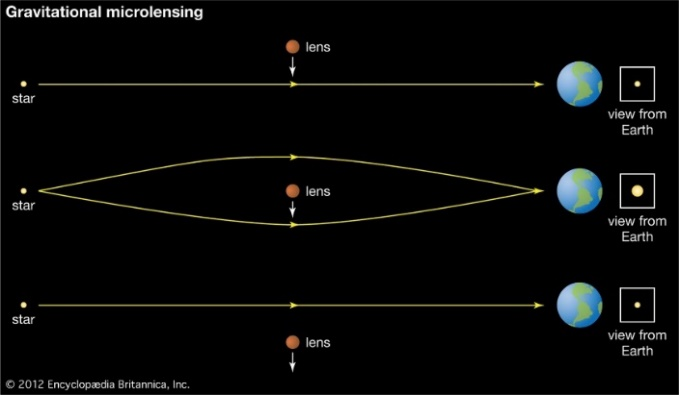 Gravitational microlensing
lens
star
view from
Earth
lens
star
view from
Earth
star
lens
view from
Earth
© 2012 Encyclopædia Britannica, Inc.